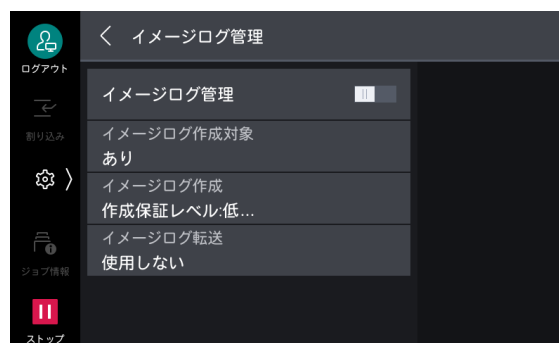 イメージログ管理
ログアウト
イメージログ管理
割り込み
イメージログ作成対象
あり
イメージログ作成
作成保証レベル:低...
イメージログ転送
使用しない
ジョブ情報
ストップ